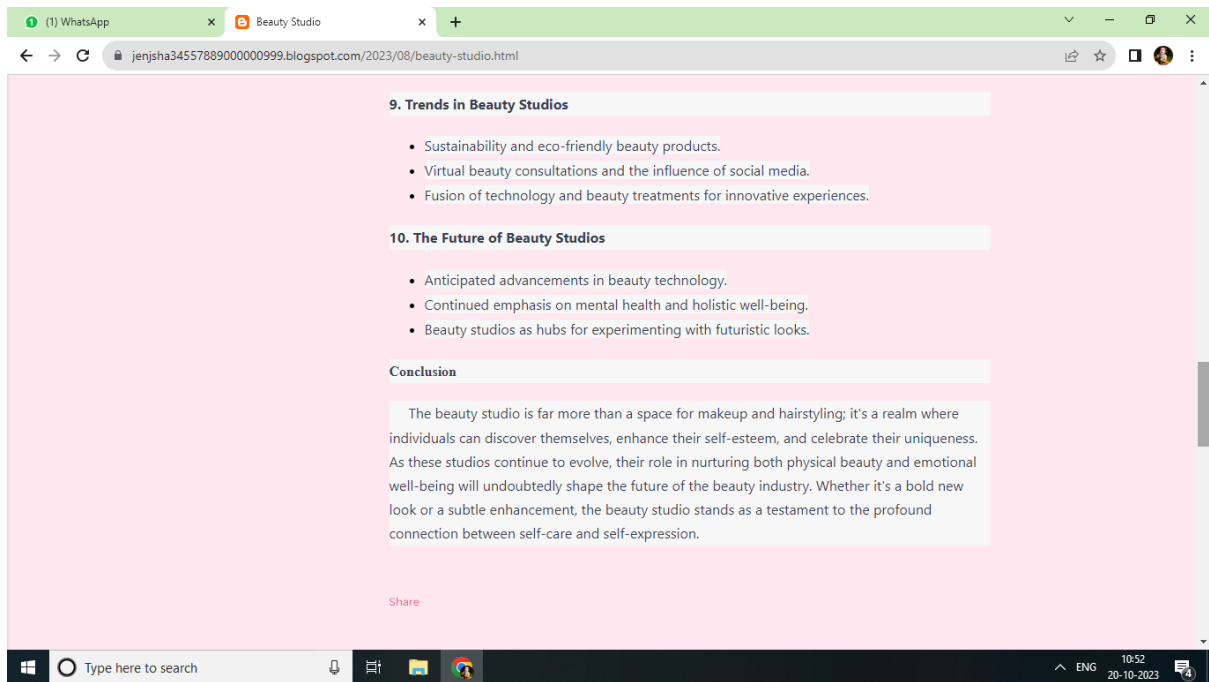 (1) WhatsApp
Beauty Studio
jenjsha34557889000000999.blogspot.com/2023/08/beauty-studio.html
9. Trends in Beauty Studios
Sustainability and eco-friendly beauty products.
Virtual beauty consultations and the influence of social media.
Fusion of technology and beauty treatments for innovative experiences.
10. The Future of Beauty Studios
Anticipated advancements in beauty technology.
Continued emphasis on mental health and holistic well-being.
Beauty studios as hubs for experimenting with futuristic looks.
Conclusion
The beauty studio is far more than a space for makeup and hairstyling; it's a realm where
individuals can discover themselves, enhance their self-esteem, and celebrate their uniqueness.
As these studios continue to evolve, their role in nurturing both physical beauty and emotional
well-being will undoubtedly shape the future of the beauty industry. Whether it's a bold new
look or a subtle enhancement, the beauty studio stands as a testament to the profound
connection between self-care and self-expression.
Share
Type here to search
ENG
10:52
20-10-2023
4